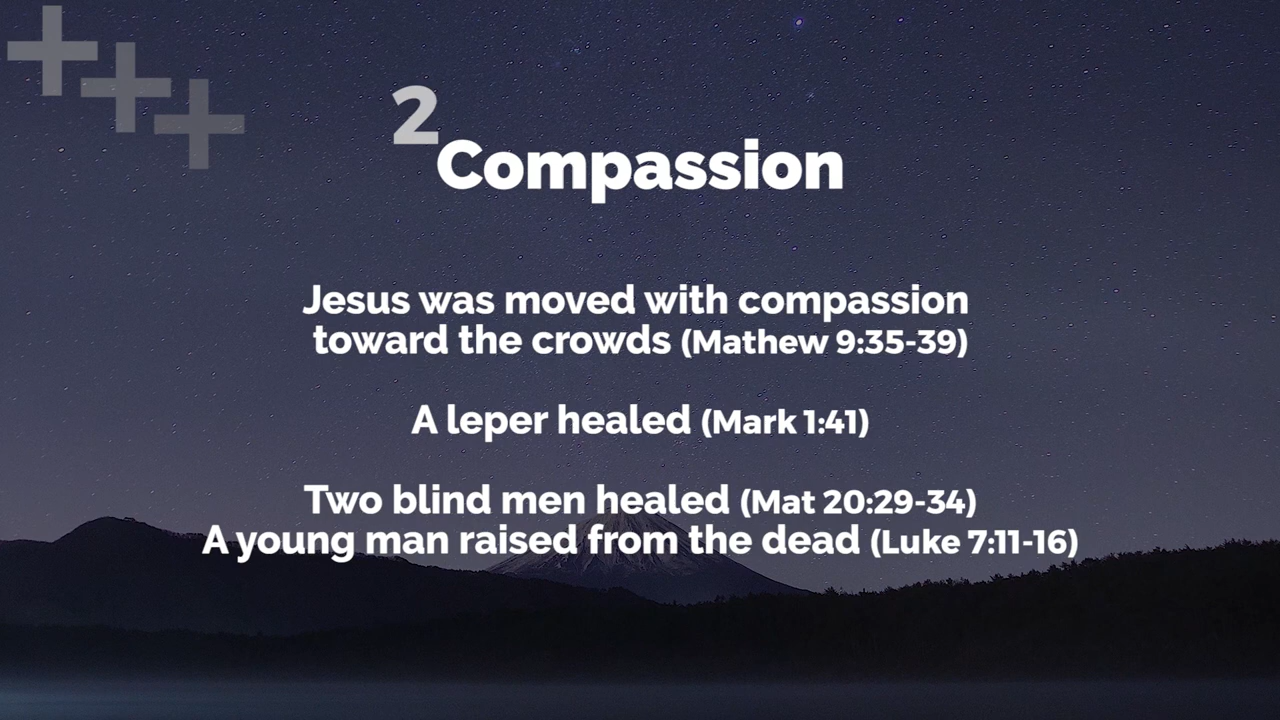 2
Compassion
Jesus was moved with compassion
toward the crowds (Mathew 9:35-39)
A leper healed (Mark 1:41)
Two blind men healed (Mat 20:29-34)
A young man raised from the dead (Luke 7:11-16)